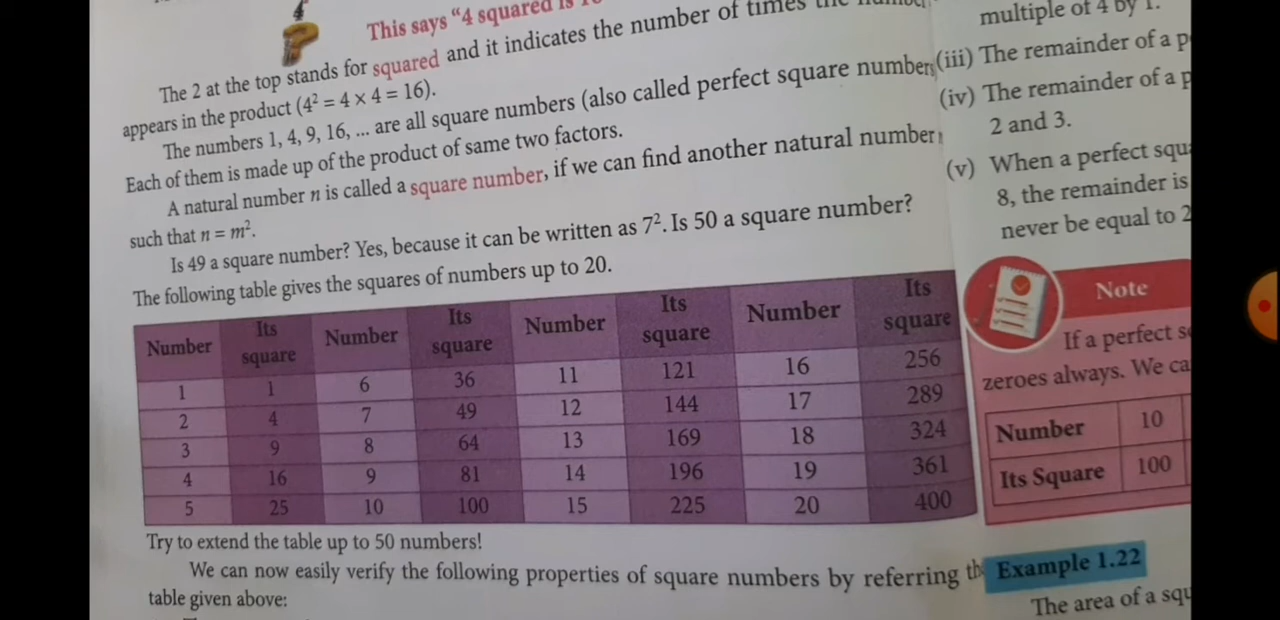 4
This says “4 squared is
The 2 at the top stands for squared and it indicates the number of times the
appears in the product (4² = 4 × 4 = 16).
The numbers 1, 4, 9, 16, ... are all square numbers (also called perfect square number
Each of them is made up of the product of same two factors.
A natural number n is called a square number, if we can find another natural number
such that n = m².
Is 49 a square number? Yes, because it can be written as 7². Is 50 a square number?
The following table gives the squares of numbers up to 20.
Number Its square Number Its square Number Its square Number Its square
1 1 6 36 11 121 16 256
2 4 7 49 12 144 17 289
3 9 8 64 13 169 18 324
4 16 9 81 14 196 19 361
5 25 10 100 15 225 20 400
Try to extend the table up to 50 numbers!
We can now easily verify the following properties of square numbers by referring
table given above:
multiple of 4 by 1.
(iii) The remainder of a
(iv) The remainder of a
2 and 3.
(v) When a perfect
8, the remainder is
never be equal to 2
Note
If a perfect
zeroes always. We
Number 10
Its Square 100
Example 1.22
The area of a